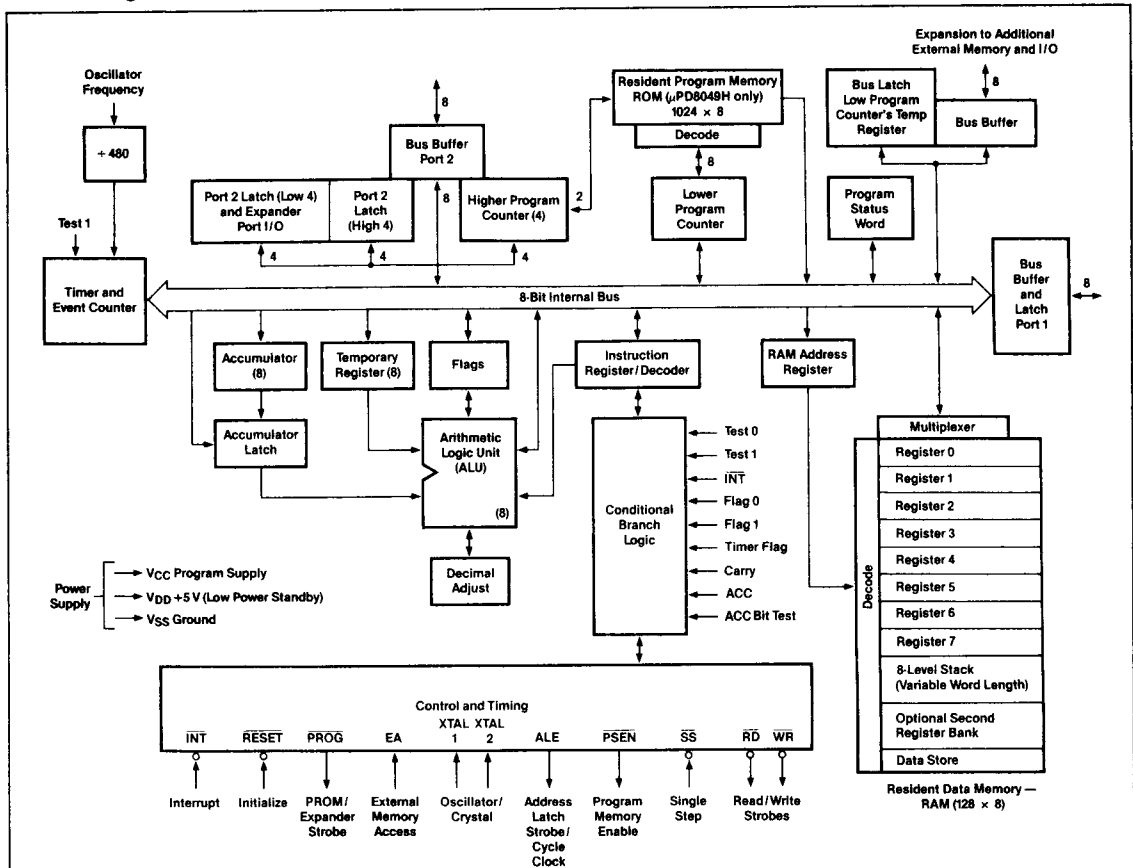 Expansion to Additional
External Memory and I/O
Oscillator
Frequency
÷ 480
Test 1
Timer and
Event Counter
8
Bus Buffer
Port 2
Port 2 Latch (Low 4)
and Expander
Port I/O
Port 2
Latch
(High 4)
8
Higher Program
Counter (4)
2
4
4
4
Resident Program Memory
ROM (μPD8049H only)
1024 × 8
Decode
8
Lower
Program
Counter
Bus Latch
Low Program
Counter's Temp
Register
8
Bus Buffer
Program
Status
Word
Bus
Buffer
and
Latch
Port 1
8
8-Bit Internal Bus
Accumulator
(8)
Temporary
Register (8)
Flags
Instruction
Register/Decoder
RAM Address
Register
Accumulator
Latch
Arithmetic
Logic Unit
(ALU)
(8)
Decimal
Adjust
Conditional
Branch
Logic
Test 0
Test 1
I̅N̅T̅
Flag 0
Flag 1
Timer Flag
Carry
ACC
ACC Bit Test
Multiplexer
Decode
Register 0
Register 1
Register 2
Register 3
Register 4
Register 5
Register 6
Register 7
8-Level Stack
(Variable Word Length)
Optional Second
Register Bank
Data Store
Resident Data Memory —
RAM (128 × 8)
Power
Supply
VCC Program Supply
VDD +5 V (Low Power Standby)
VSS Ground
Control and Timing
XTAL XTAL
I̅N̅T̅ R̅E̅S̅E̅T̅ PROG EA 1 2 ALE P̅S̅E̅N̅ S̅S̅ R̅D̅ W̅R̅
Interrupt
Initialize
PROM/
Expander
Strobe
External
Memory
Access
Oscillator/
Crystal
Address
Latch
Strobe/
Cycle
Clock
Program
Memory
Enable
Single
Step
Read/Write
Strobes